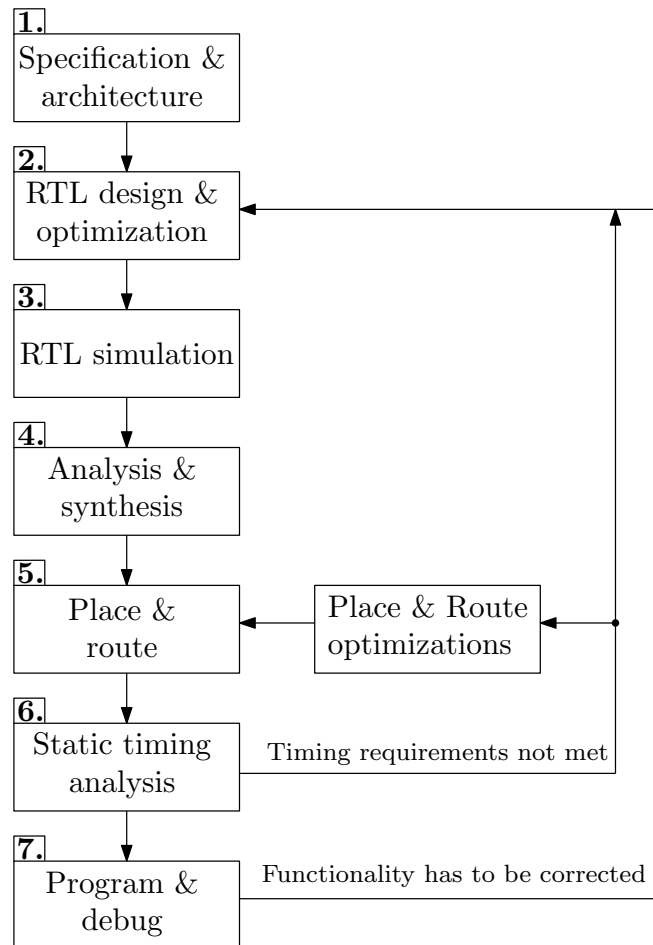 1.
Specification &
architecture
2.
RTL design &
optimization
3.
RTL simulation
4.
Analysis &
synthesis
5.
Place &
route
Place & Route
optimizations
6.
Static timing
analysis
Timing requirements not met
7.
Program &
debug
Functionality has to be corrected